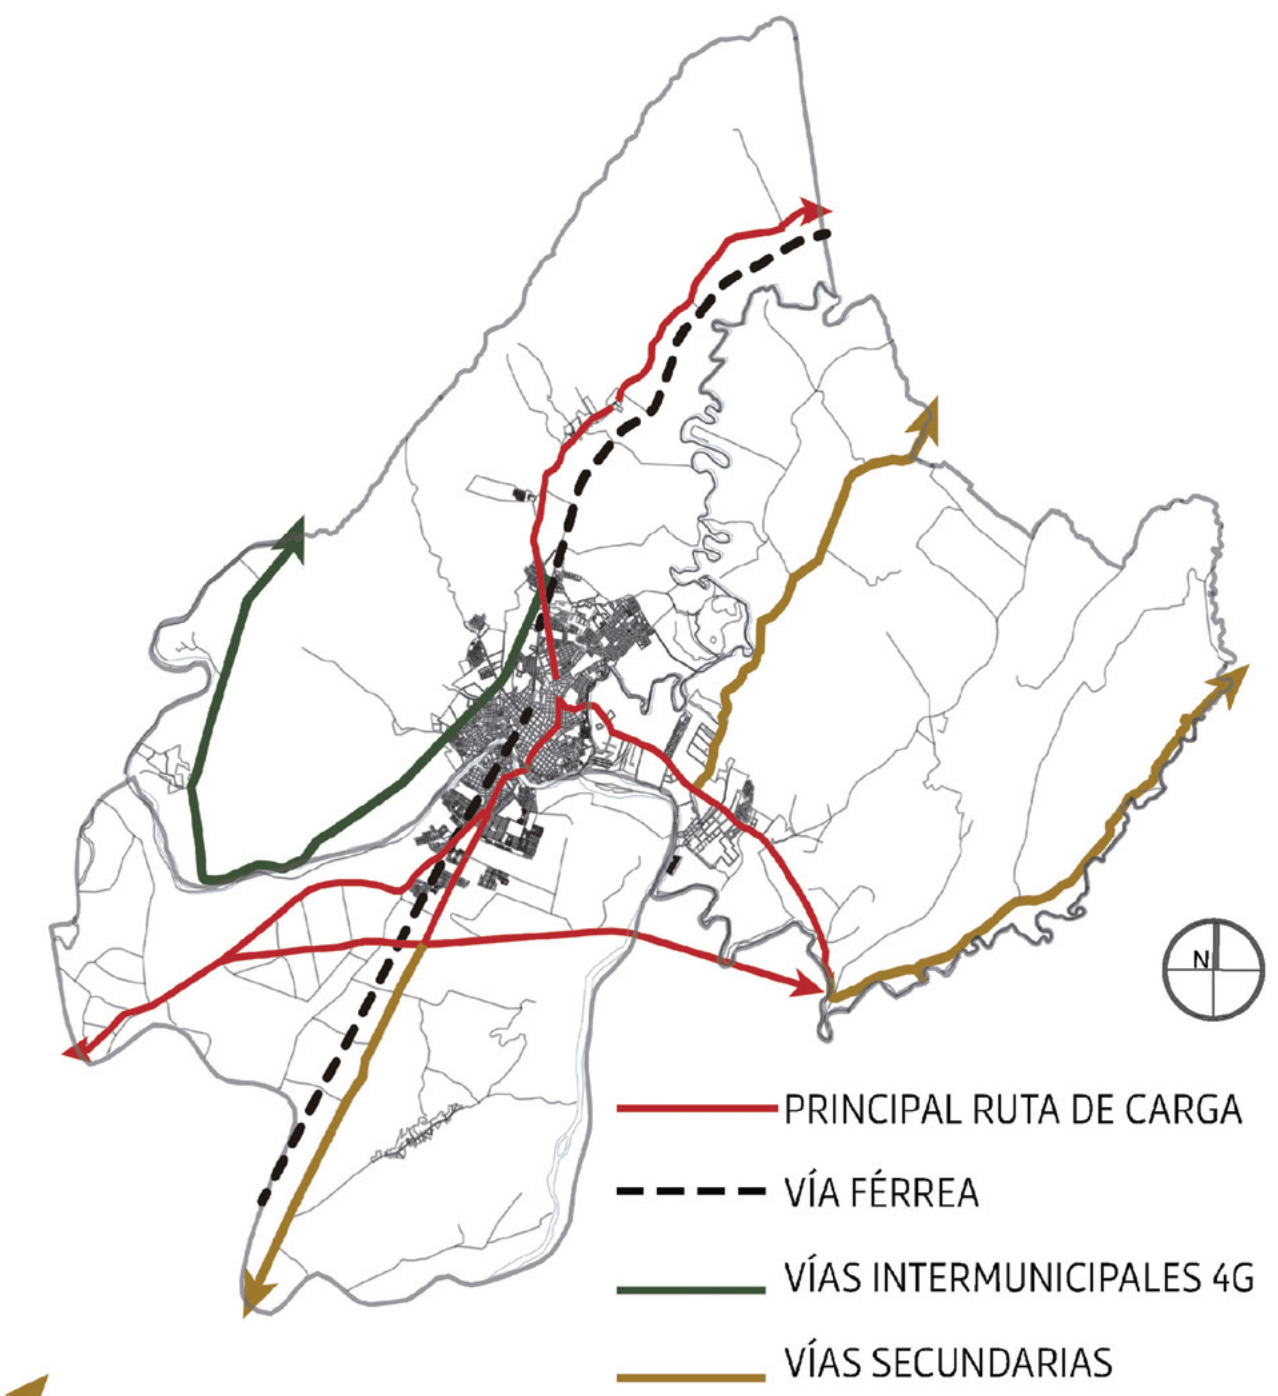 N
PRINCIPAL RUTA DE CARGA
VÍA FÉRREA
VÍAS INTERMUNICIPALES 4G
VÍAS SECUNDARIAS